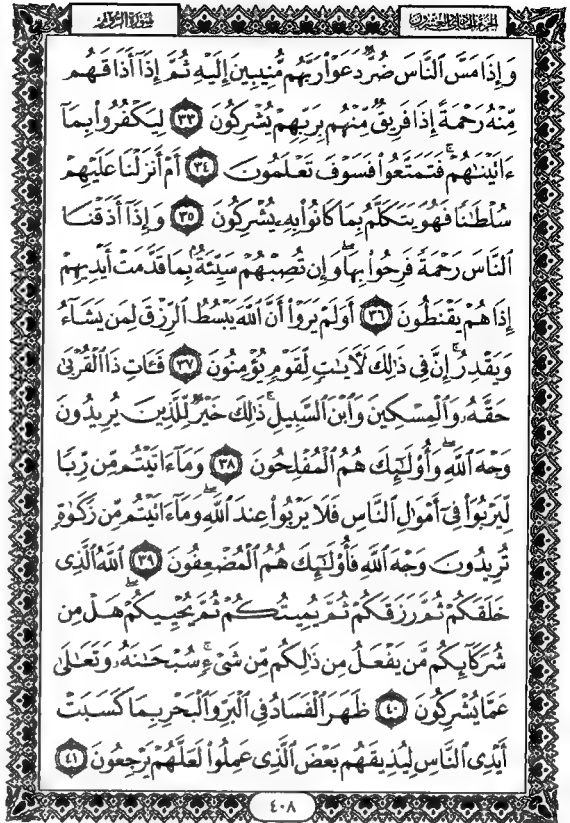 الجزء الحادي والعشرون
سورة الروم
وَإِذَا مَسَّ ٱلنَّاسَ ضُرٌّ دَعَوْا۟ رَبَّهُم مُّنِيبِينَ إِلَيْهِ ثُمَّ إِذَآ أَذَاقَهُم
مِّنْهُ رَحْمَةً إِذَا فَرِيقٌ مِّنْهُم بِرَبِّهِمْ يُشْرِكُونَ ٣٣ لِيَكْفُرُوا۟ بِمَآ
ءَاتَيْنَٰهُمْ ۚ فَتَمَتَّعُوا۟ فَسَوْفَ تَعْلَمُونَ ٣٤ أَمْ أَنزَلْنَا عَلَيْهِمْ
سُلْطَٰنًا فَهُوَ يَتَكَلَّمُ بِمَا كَانُوا۟ بِهِۦ يُشْرِكُونَ ٣٥ وَإِذَآ أَذَقْنَا
ٱلنَّاسَ رَحْمَةً فَرِحُوا۟ بِهَا ۖ وَإِن تُصِبْهُمْ سَيِّئَةٌۢ بِمَا قَدَّمَتْ أَيْدِيهِمْ
إِذَا هُمْ يَقْنَطُونَ ٣٦ أَوَلَمْ يَرَوْا۟ أَنَّ ٱللَّهَ يَبْسُطُ ٱلرِّزْقَ لِمَن يَشَآءُ
وَيَقْدِرُ ۚ إِنَّ فِى ذَٰلِكَ لَءَايَٰتٍ لِّقَوْمٍ يُؤْمِنُونَ ٣٧ فَـَٔاتِ ذَا ٱلْقُرْبَىٰ
حَقَّهُۥ وَٱلْمِسْكِينَ وَٱبْنَ ٱلسَّبِيلِ ۚ ذَٰلِكَ خَيْرٌ لِّلَّذِينَ يُرِيدُونَ
وَجْهَ ٱللَّهِ ۖ وَأُو۟لَٰٓئِكَ هُمُ ٱلْمُفْلِحُونَ ٣٨ وَمَآ ءَاتَيْتُم مِّن رِّبًا
لِّيَرْبُوَا۟ فِىٓ أَمْوَٰلِ ٱلنَّاسِ فَلَا يَرْبُوا۟ عِندَ ٱللَّهِ ۖ وَمَآ ءَاتَيْتُم مِّن زَكَوٰةٍ
تُرِيدُونَ وَجْهَ ٱللَّهِ فَأُو۟لَٰٓئِكَ هُمُ ٱلْمُضْعِفُونَ ٣٩ ٱللَّهُ ٱلَّذِى
خَلَقَكُمْ ثُمَّ رَزَقَكُمْ ثُمَّ يُمِيتُكُمْ ثُمَّ يُحْيِيكُمْ ۖ هَلْ مِن
شُرَكَآئِكُم مَّن يَفْعَلُ مِن ذَٰلِكُم مِّن شَىْءٍ ۚ سُبْحَٰنَهُۥ وَتَعَٰلَىٰ
عَمَّا يُشْرِكُونَ ٤٠ ظَهَرَ ٱلْفَسَادُ فِى ٱلْبَرِّ وَٱلْبَحْرِ بِمَا كَسَبَتْ
أَيْدِى ٱلنَّاسِ لِيُذِيقَهُم بَعْضَ ٱلَّذِى عَمِلُوا۟ لَعَلَّهُمْ يَرْجِعُونَ ٤١
٤٠٨